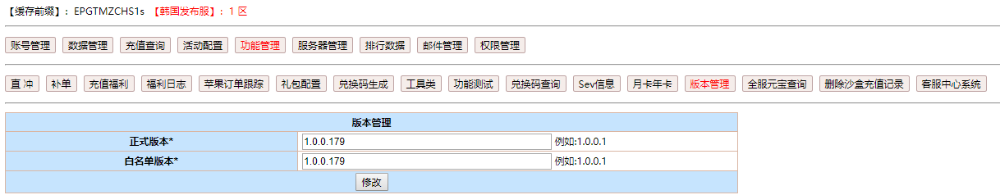 【缓存前缀】：EPGTMZCHS1s 【韩国发布服】：1 区
账号管理 数据管理 充值查询 活动配置 功能管理 服务器管理 排行数据 邮件管理 权限管理
直 冲 补单 充值福利 福利日志 苹果订单跟踪 礼包配置 兑换码生成 工具类 功能测试 兑换码查询 Sev信息 月卡年卡 版本管理 全服元宝查询 删除沙盒充值记录 客服中心系统
版本管理
正式版本* 1.0.0.179 例如:1.0.0.1
白名单版本* 1.0.0.179 例如:1.0.0.1
修改